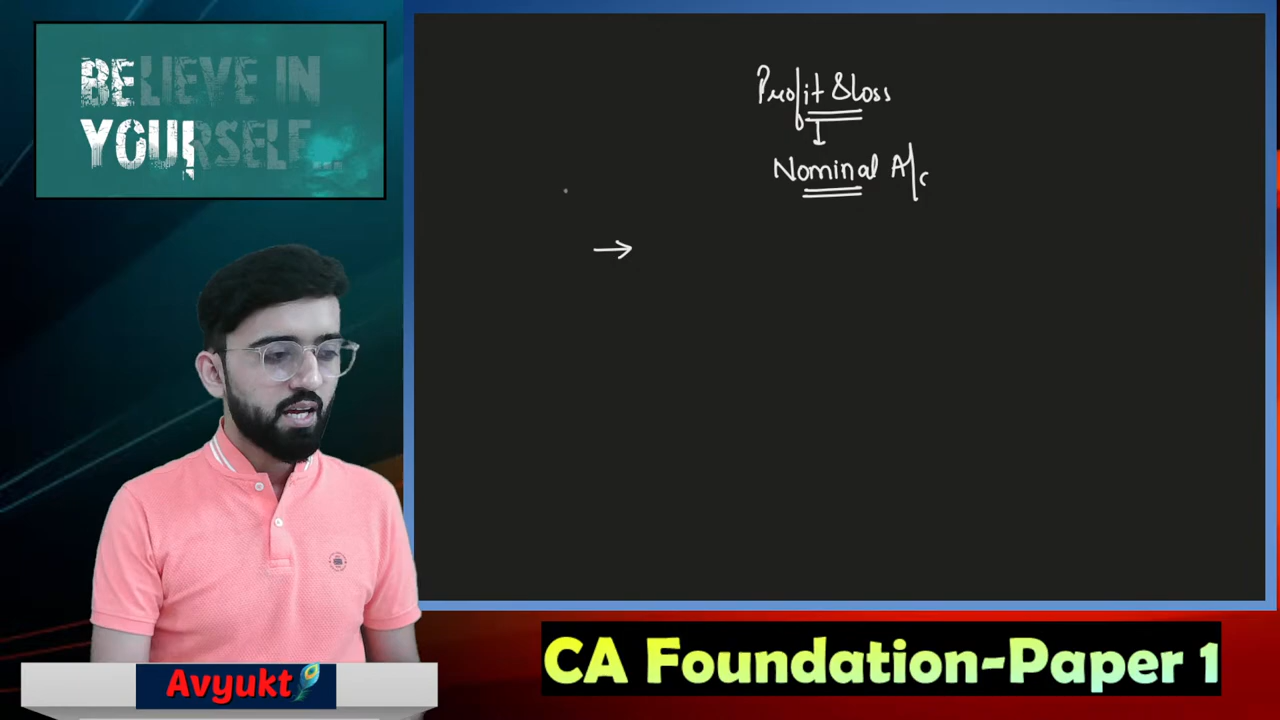 BELIEVE IN
YOURSELF...
Profit & Loss
Nominal A/c
→
Avyukt
CA Foundation-Paper 1